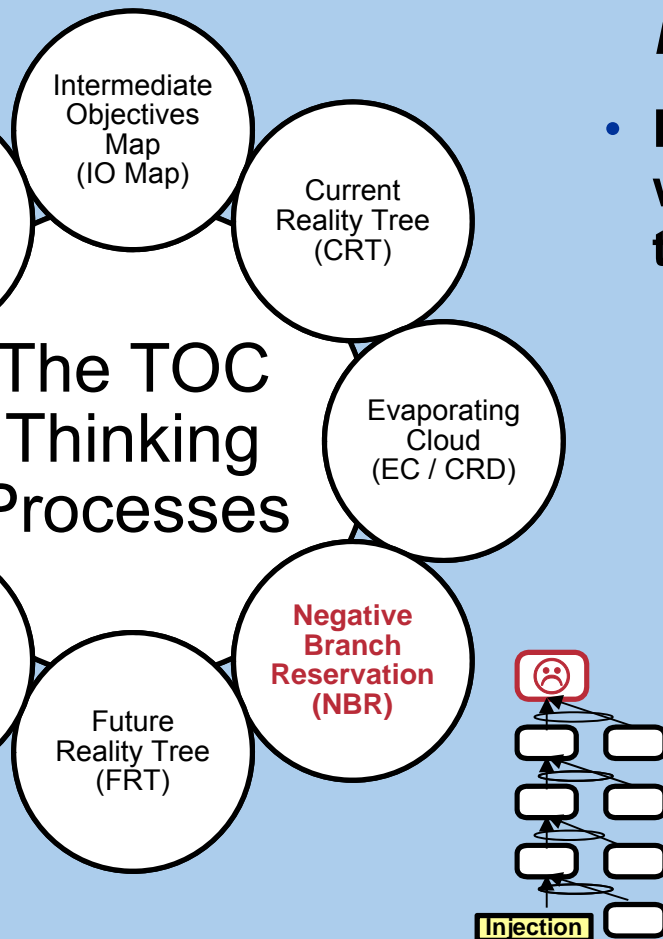 Intermediate
Objectives
Map
(IO Map)
Current
Reality Tree
(CRT)
The TOC
Thinking
Processes
Evaporating
Cloud
(EC / CRD)
Negative
Branch
Reservation
(NBR)
Future
Reality Tree
(FRT)
Injection